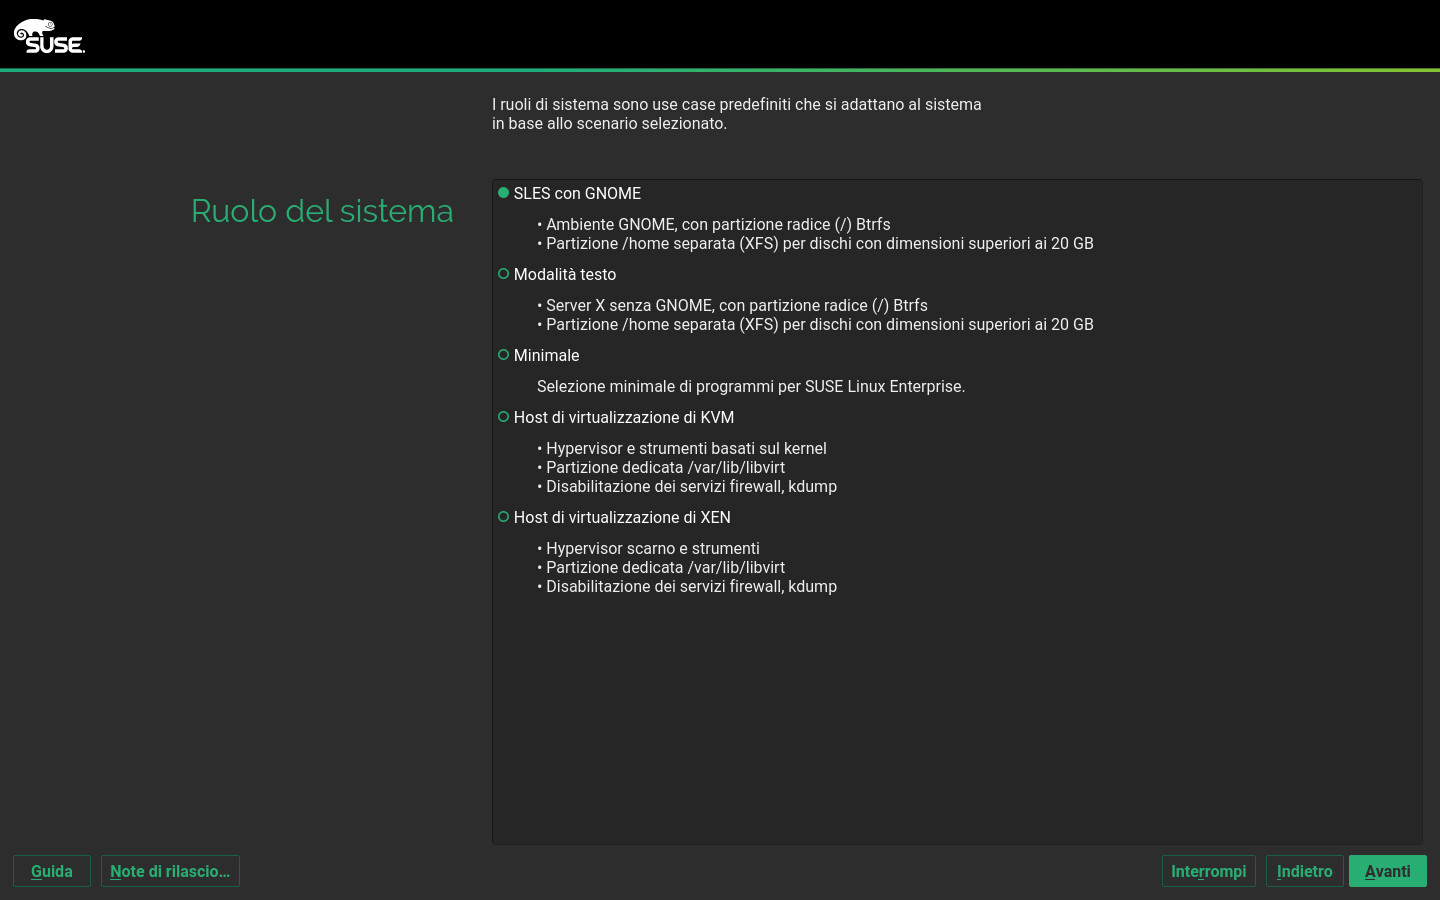 SUSE
I ruoli di sistema sono use case predefiniti che si adattano al sistema
in base allo scenario selezionato.
Ruolo del sistema
SLES con GNOME
• Ambiente GNOME, con partizione radice (/) Btrfs
• Partizione /home separata (XFS) per dischi con dimensioni superiori ai 20 GB
Modalità testo
• Server X senza GNOME, con partizione radice (/) Btrfs
• Partizione /home separata (XFS) per dischi con dimensioni superiori ai 20 GB
Minimale
Selezione minimale di programmi per SUSE Linux Enterprise.
Host di virtualizzazione di KVM
• Hypervisor e strumenti basati sul kernel
• Partizione dedicata /var/lib/libvirt
• Disabilitazione dei servizi firewall, kdump
Host di virtualizzazione di XEN
• Hypervisor scarno e strumenti
• Partizione dedicata /var/lib/libvirt
• Disabilitazione dei servizi firewall, kdump
Guida
Note di rilascio...
Interrompi
Indietro
Avanti